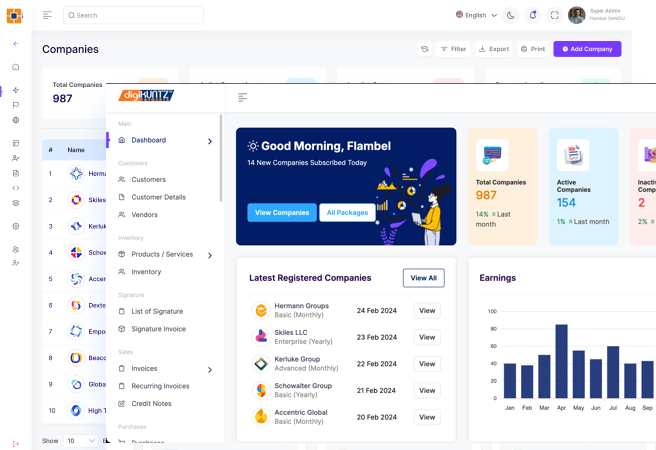 Search
English
Super Admin
Flambel SANOU
Companies
Filter
Export
Print
Add Company
Total Companies
987
# Name
1 Herma
2 Skiles
3 Kerluk
4 Schow
5 Accer
6 Dexte
7 Empo
8 Beacc
9 Globa
10 High T
Show 10
digiKUNTZ
Main
Dashboard
Customers
Customers
Customer Details
Vendors
Inventory
Products / Services
Inventory
Signature
List of Signature
Signature Invoice
Sales
Invoices
Recurring Invoices
Credit Notes
Purchases
Purchases
Good Morning, Flambel
14 New Companies Subscribed Today
View Companies
All Packages
Total Companies
987
14% Last
month
Active
Companies
154
1% Last month
Inacti
Comp
2
2%
Latest Registered Companies
View All
Hermann Groups
Basic (Monthly)
24 Feb 2024
View
Skiles LLC
Enterprise (Yearly)
23 Feb 2024
View
Kerluke Group
Advanced (Monthly)
22 Feb 2024
View
Schowalter Group
Basic (Yearly)
21 Feb 2024
View
Accentric Global
Basic (Monthly)
20 Feb 2024
View
Earnings
100
80
60
40
20
0
Jan Feb Mar Apr May Jun Jul Aug Sep